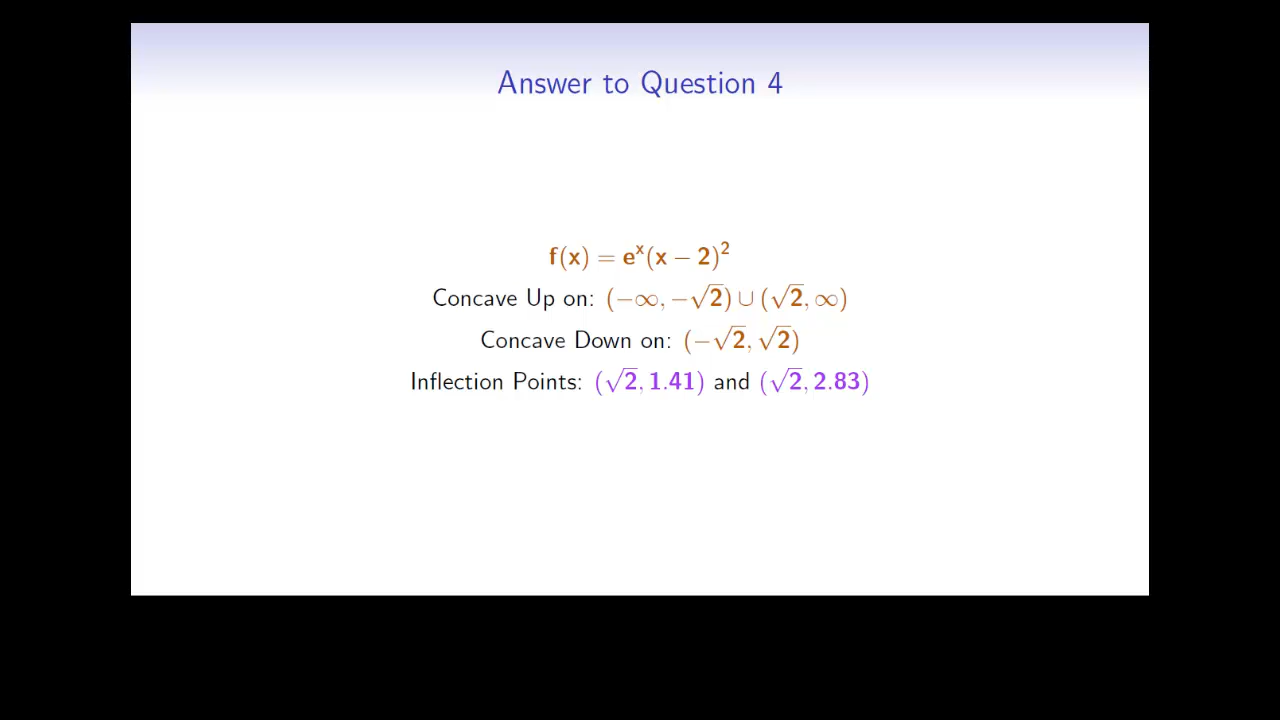 Answer to Question 4
f(x) = eˣ(x − 2)²
Concave Up on: (−∞, −√2) ∪ (√2, ∞)
Concave Down on: (−√2, √2)
Inflection Points: (√2, 1.41) and (√2, 2.83)